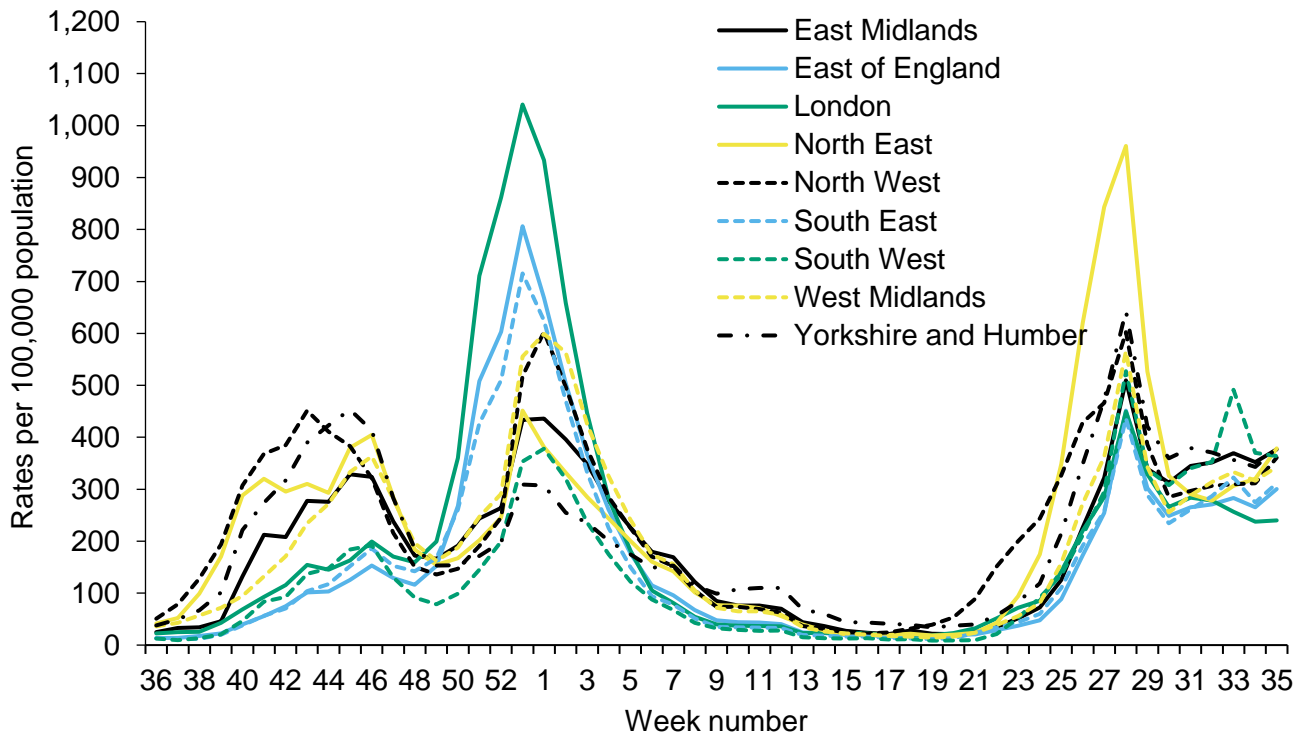 1,200
1,100
1,000
900
800
700
600
500
400
300
200
100
0
Rates per 100,000 population
East Midlands
East of England
London
North East
North West
South East
South West
West Midlands
Yorkshire and Humber
36 38 40 42 44 46 48 50 52 1 3 5 7 9 11 13 15 17 19 21 23 25 27 29 31 33 35
Week number